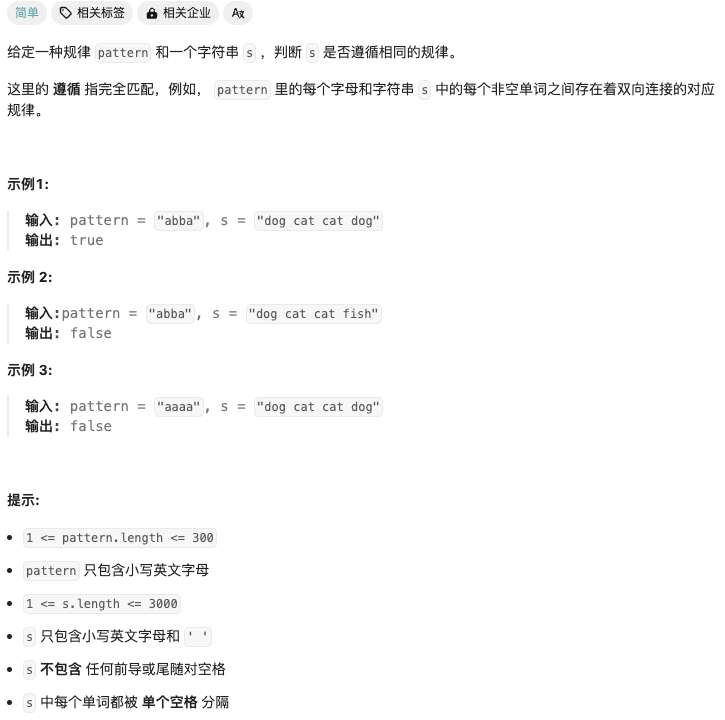 简单 相关标签 相关企业
给定一种规律 pattern 和一个字符串 s ，判断 s 是否遵循相同的规律。
这里的 遵循 指完全匹配，例如， pattern 里的每个字母和字符串 s 中的每个非空单词之间存在着双向连接的对应
规律。
示例1:
输入: pattern = "abba", s = "dog cat cat dog"
输出: true
示例 2:
输入:pattern = "abba", s = "dog cat cat fish"
输出: false
示例 3:
输入: pattern = "aaaa", s = "dog cat cat dog"
输出: false
提示:
• 1 <= pattern.length <= 300
• pattern 只包含小写英文字母
• 1 <= s.length <= 3000
• s 只包含小写英文字母和 ' '
• s 不包含 任何前导或尾随对空格
• s 中每个单词都被 单个空格 分隔